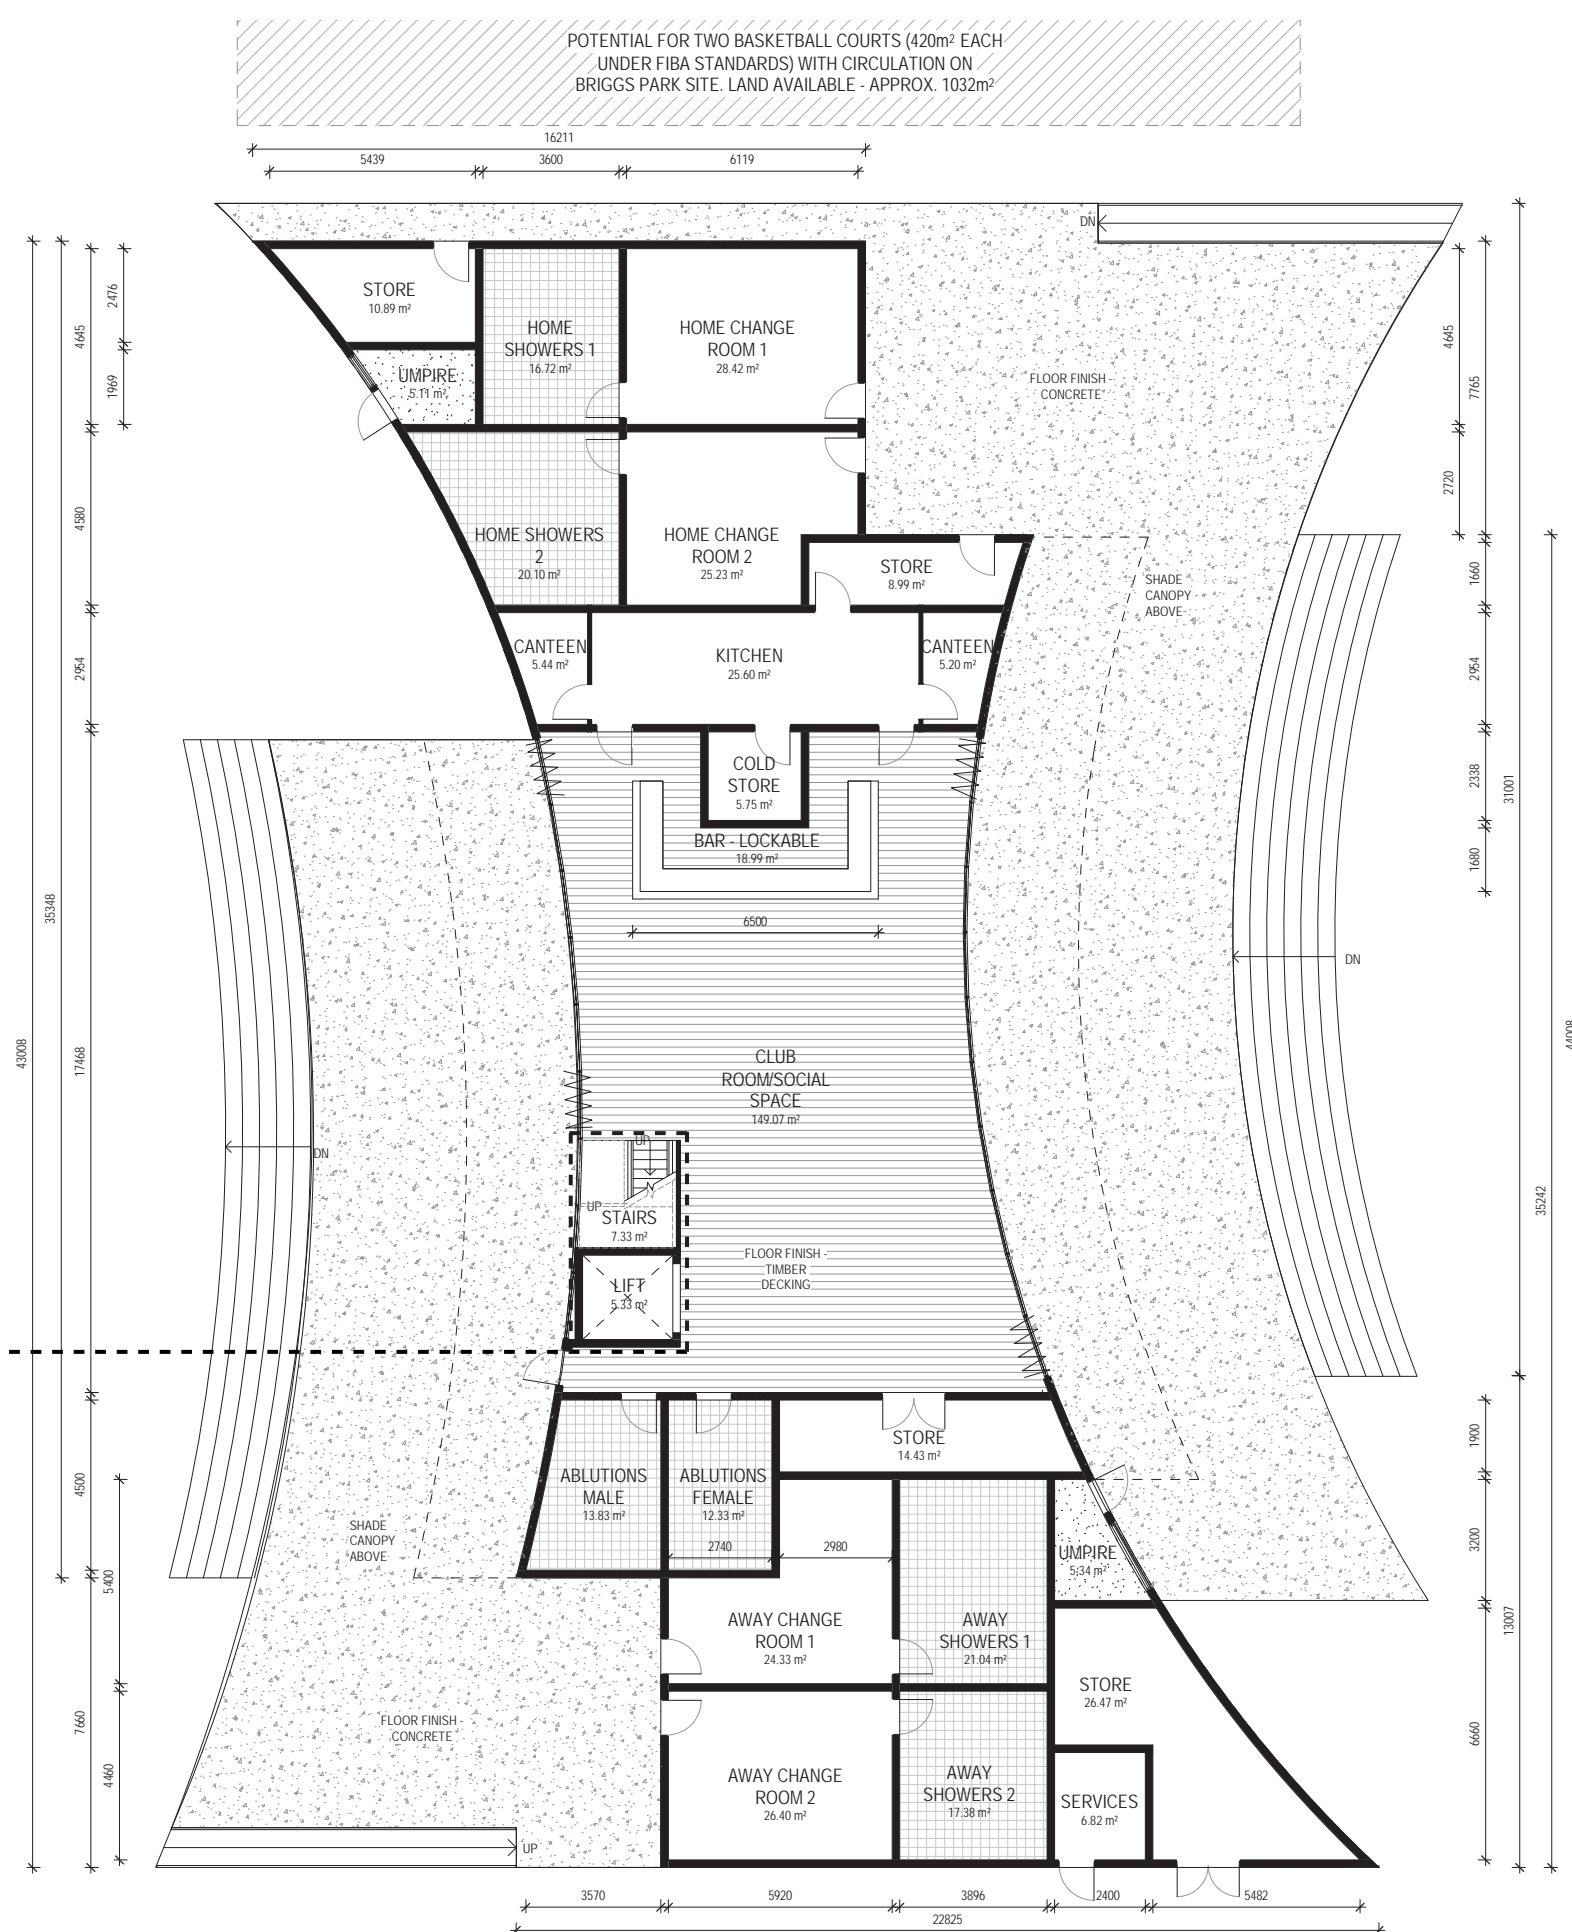 POTENTIAL FOR TWO BASKETBALL COURTS (420m² EACH
UNDER FIBA STANDARDS) WITH CIRCULATION ON
BRIGGS PARK SITE. LAND AVAILABLE - APPROX. 1032m²
16211
5439
3600
6119
DN
STORE
10.89 m²
HOME
SHOWERS 1
16.72 m²
HOME CHANGE
ROOM 1
28.42 m²
UMPIRE
5.11 m²
FLOOR FINISH -
CONCRETE
2476
4645
1969
4645
7765
2720
HOME SHOWERS
2
20.10 m²
HOME CHANGE
ROOM 2
25.23 m²
STORE
8.99 m²
SHADE
CANOPY
ABOVE
4580
1660
CANTEEN
5.44 m²
KITCHEN
25.60 m²
CANTEEN
5.20 m²
2954
2954
COLD
STORE
5.75 m²
BAR - LOCKABLE
18.99 m²
2338
31001
1680
6500
35348
DN
43008
17468
44008
CLUB
ROOM/SOCIAL
SPACE
149.07 m²
DN
UP
UP
STAIRS
7.33 m²
LIFT
5.33 m²
FLOOR FINISH -
TIMBER
DECKING
35242
STORE
14.43 m²
ABLUTIONS
MALE
13.83 m²
ABLUTIONS
FEMALE
12.33 m²
2740
2980
4500
1900
SHADE
CANOPY
ABOVE
UMPIRE
5.34 m²
3200
5400
13007
AWAY CHANGE
ROOM 1
24.33 m²
AWAY
SHOWERS 1
21.04 m²
STORE
26.47 m²
FLOOR FINISH -
CONCRETE
7660
6660
4460
AWAY CHANGE
ROOM 2
26.40 m²
AWAY
SHOWERS 2
17.38 m²
SERVICES
6.82 m²
UP
3570
5920
3896
2400
5482
22825